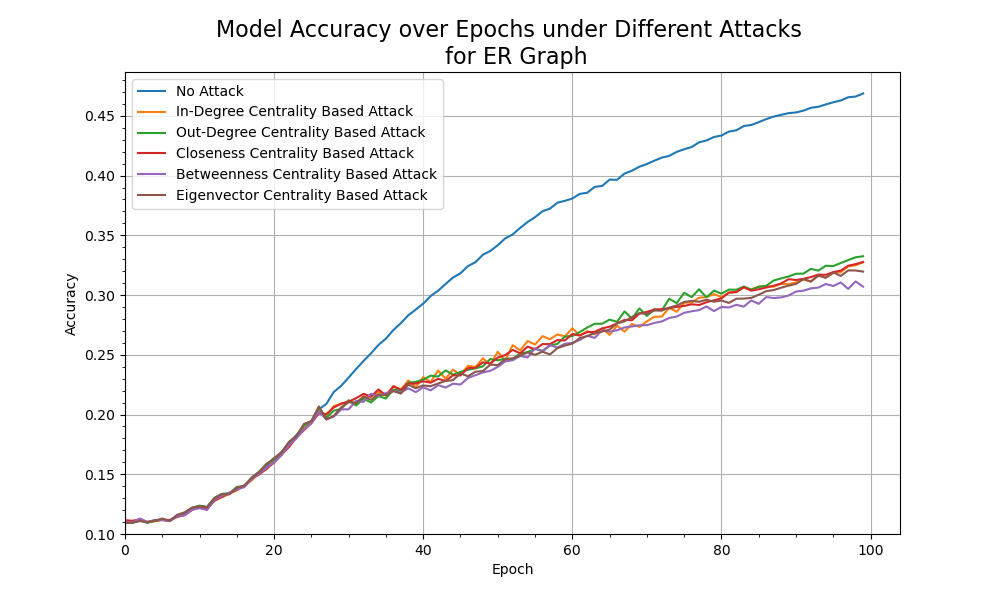 Model Accuracy over Epochs under Different Attacks
for ER Graph
No Attack
In-Degree Centrality Based Attack
Out-Degree Centrality Based Attack
Closeness Centrality Based Attack
Betweenness Centrality Based Attack
Eigenvector Centrality Based Attack
Accuracy
0.45
0.40
0.35
0.30
0.25
0.20
0.15
0.10
0
20
40
60
80
100
Epoch